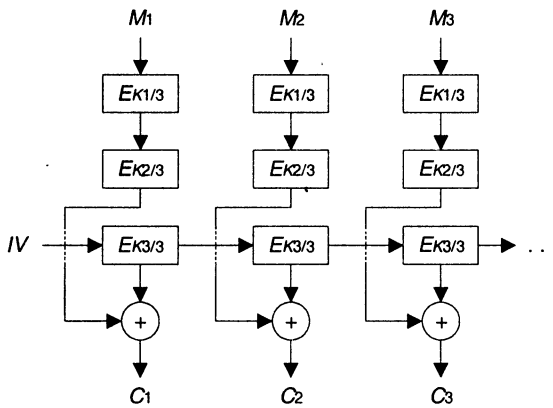 M1 M2 M3
EK1/3 EK1/3 EK1/3
EK2/3 EK2/3 EK2/3
IV EK3/3 EK3/3 EK3/3 . .
+ + +
C1 C2 C3